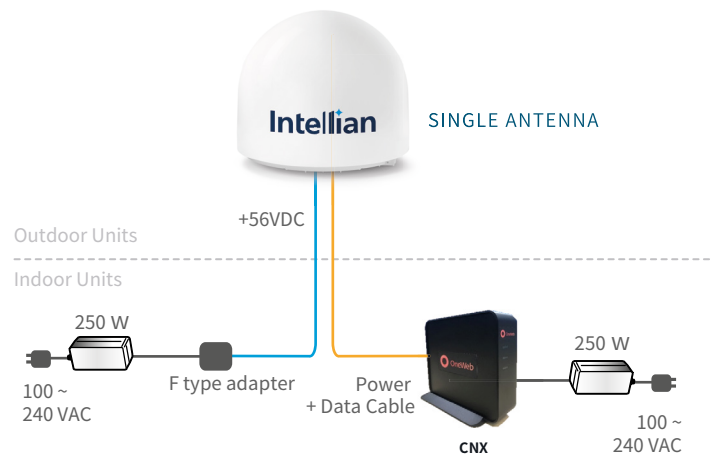 Intellian
SINGLE ANTENNA
+56VDC
Outdoor Units
Indoor Units
250 W
F type adapter
100 ~
240 VAC
Power
+ Data Cable
OneWeb
OneWeb
CNX
250 W
100 ~
240 VAC